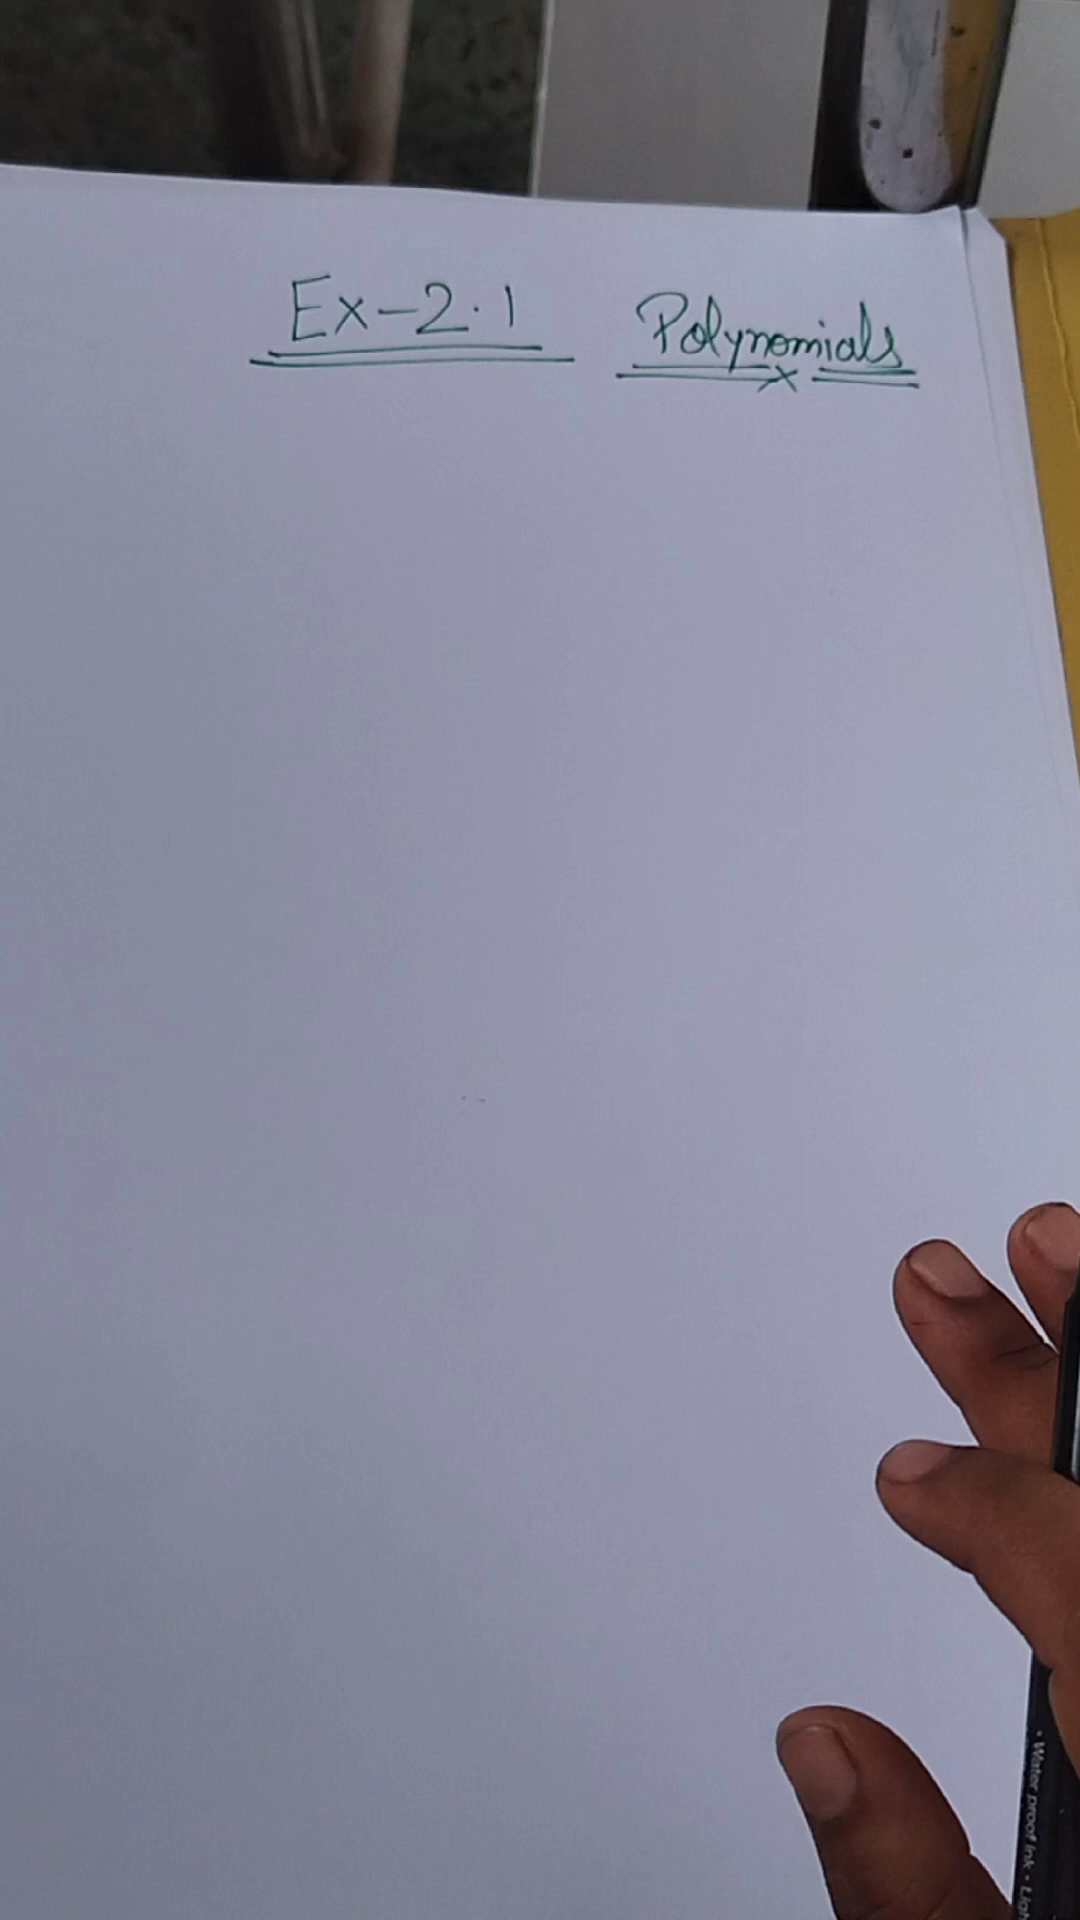 Ex-2.1 Polynomials
• Water proof Ink •